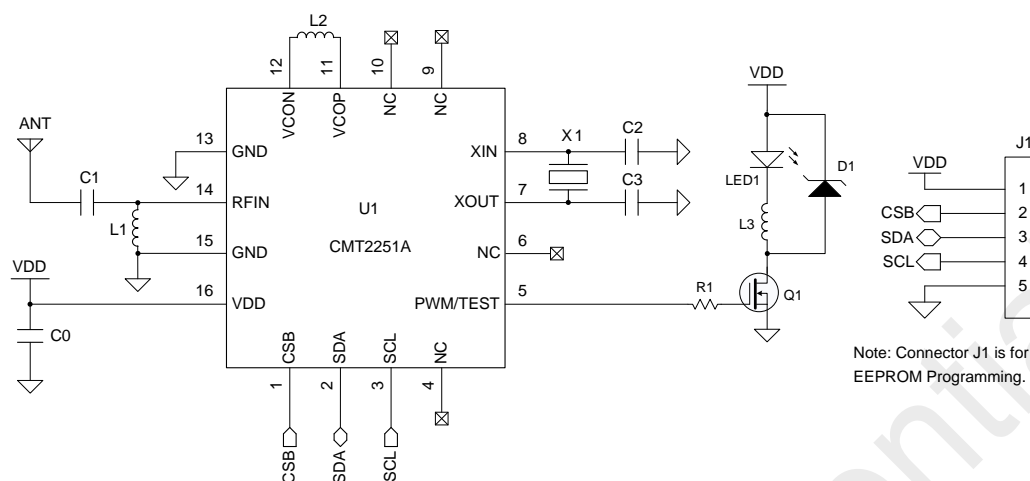 L2
12
11
10
9
VCON
VCOP
NC
NC
VDD
ANT
13
GND
XIN
8
X1
C2
J1
C1
14
RFIN
XOUT
7
C3
LED1
D1
VDD
1
L1
U1
L3
CSB
2
15
GND
CMT2251A
NC
6
SDA
3
SCL
4
VDD
16
VDD
PWM/TEST
5
R1
Q1
5
C0
CSB
SDA
SCL
NC
1
2
3
4
CSB
SDA
SCL
Note: Connector J1 is for
EEPROM Programming.